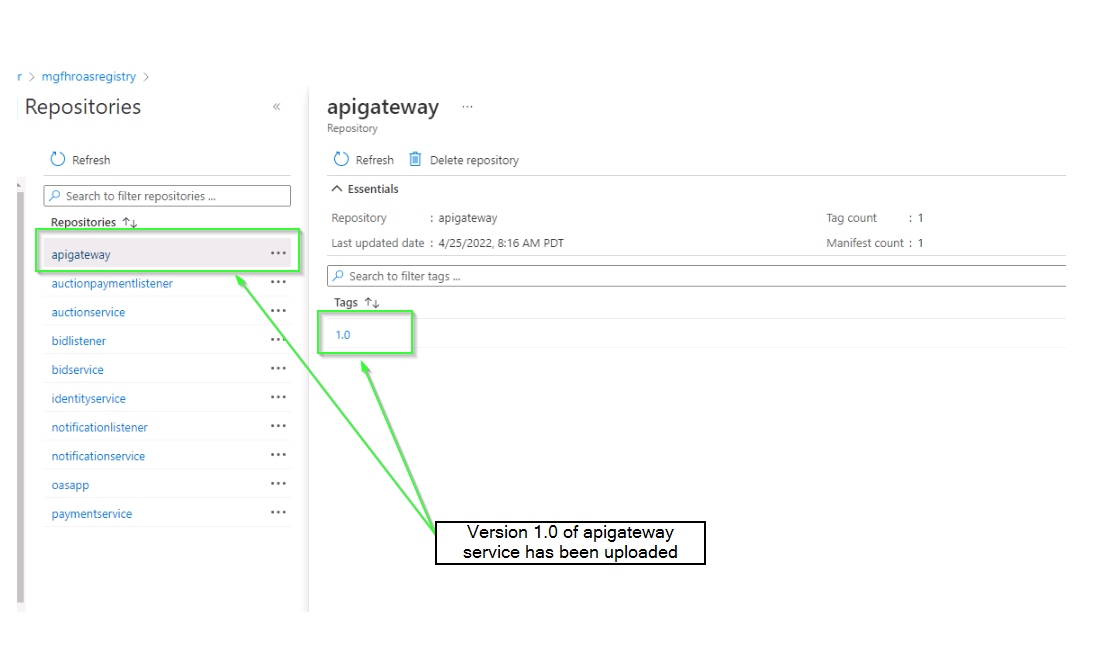 r > mgfhroasregistry >
Repositories «
Refresh
Search to filter repositories ...
Repositories ↑↓
apigateway ...
auctionpaymentlistener ...
auctionservice ...
bidlistener ...
bidservice ...
identityservice ...
notificationlistener ...
notificationservice ...
oasapp ...
paymentservice ...
apigateway ...
Repository
Refresh Delete repository
Essentials
Repository : apigateway Tag count : 1
Last updated date : 4/25/2022, 8:16 AM PDT Manifest count : 1
Search to filter tags ...
Tags ↑↓
1.0
Version 1.0 of apigateway
service has been uploaded